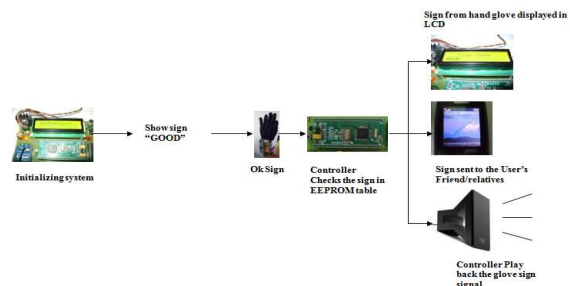 Sign from hand glove displayed in
LCD
Show sign
“GOOD”
Initializing system
Ok Sign
Controller
Checks the sign in
EEPROM table
Sign sent to the User's
Friend/relatives
Controller Play
back the glove sign
signal